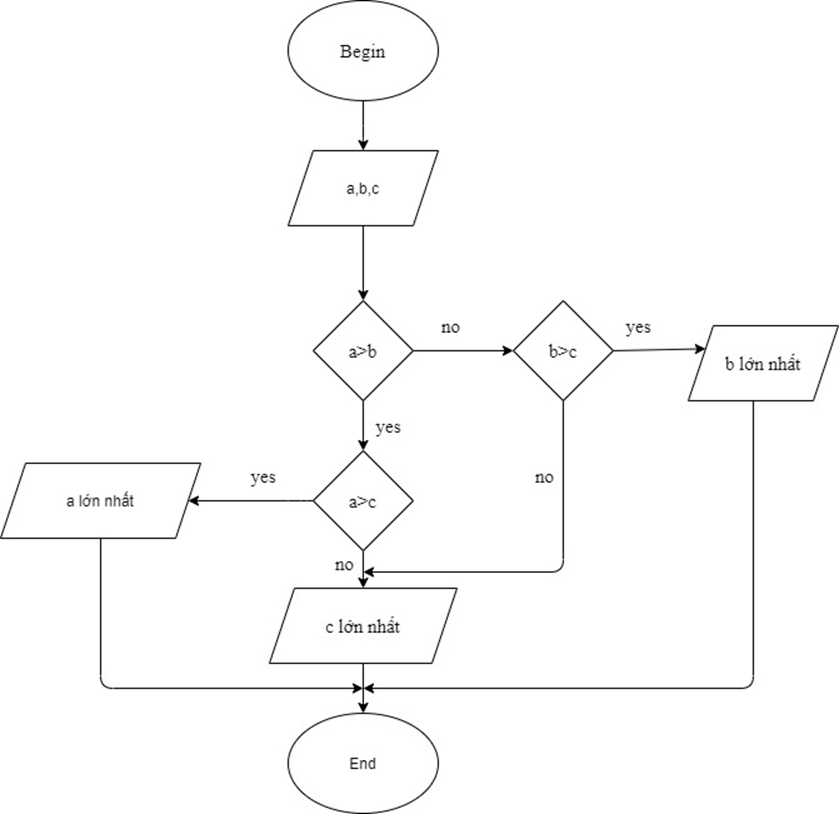 Begin
a,b,c
a>b
no
b>c
yes
b lớn nhất
yes
a>c
yes
a lớn nhất
no
no
c lớn nhất
End